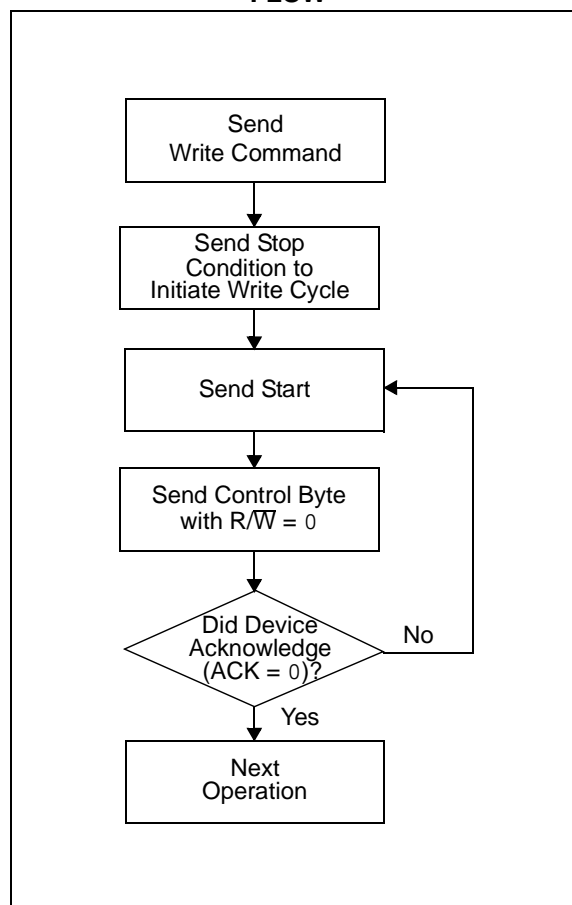 FLOW
Send
Write Command
Send Stop
Condition to
Initiate Write Cycle
Send Start
Send Control Byte
with R/W̅ = 0
Did Device
Acknowledge
(ACK = 0)?
No
Yes
Next
Operation